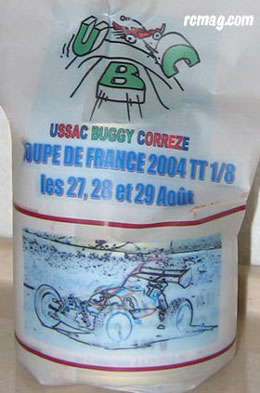 rcmag.com
UBC
USSAC BUGGY CORREZE
COUPE DE FRANCE 2004 TT 1/8
les 27, 28 et 29 Août